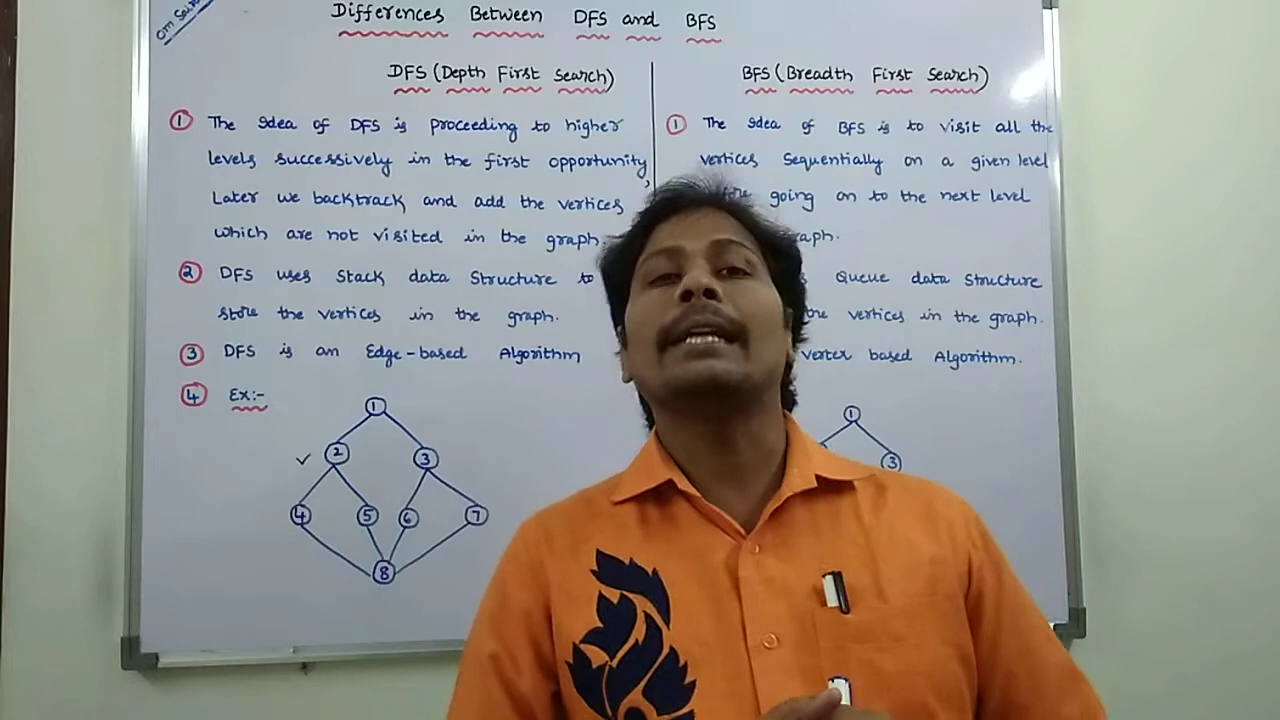 om Sai
Differences Between DFS and BFS
DFS (Depth First Search)
① The Idea of DFS is proceeding to higher
levels successively in the first opportunity,
Later we backtrack and add the vertices
which are not visited in the graph.
② DFS uses Stack data Structure to
store the vertices in the graph.
③ DFS is an Edge-based Algorithm
④ Ex:-
1
2
3
4
5
6
7
8
BFS (Breadth First Search)
① The Idea of BFS is to visit all the
vertices Sequentially on a given level
going on to the next level
Queue data Structure
vertices in the graph.
vertex based Algorithm.
1
3